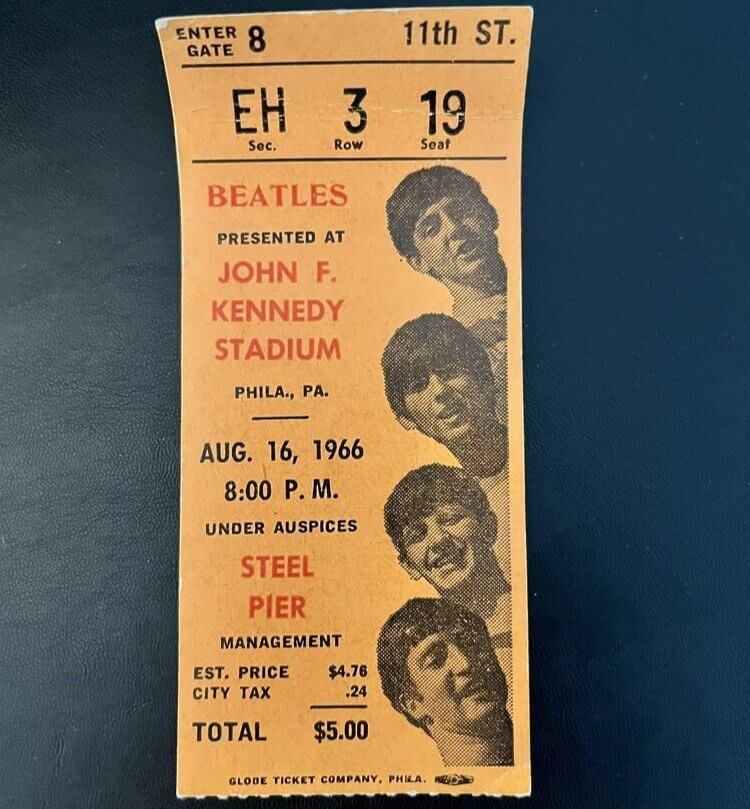 ENTER GATE 8 11th ST.
EH 3 19
Sec. Row Seat
BEATLES
PRESENTED AT
JOHN F.
KENNEDY
STADIUM
PHILA., PA.
AUG. 16, 1966
8:00 P. M.
UNDER AUSPICES
STEEL
PIER
MANAGEMENT
EST. PRICE $4.76
CITY TAX .24
TOTAL $5.00
GLOBE TICKET COMPANY, PHILA.